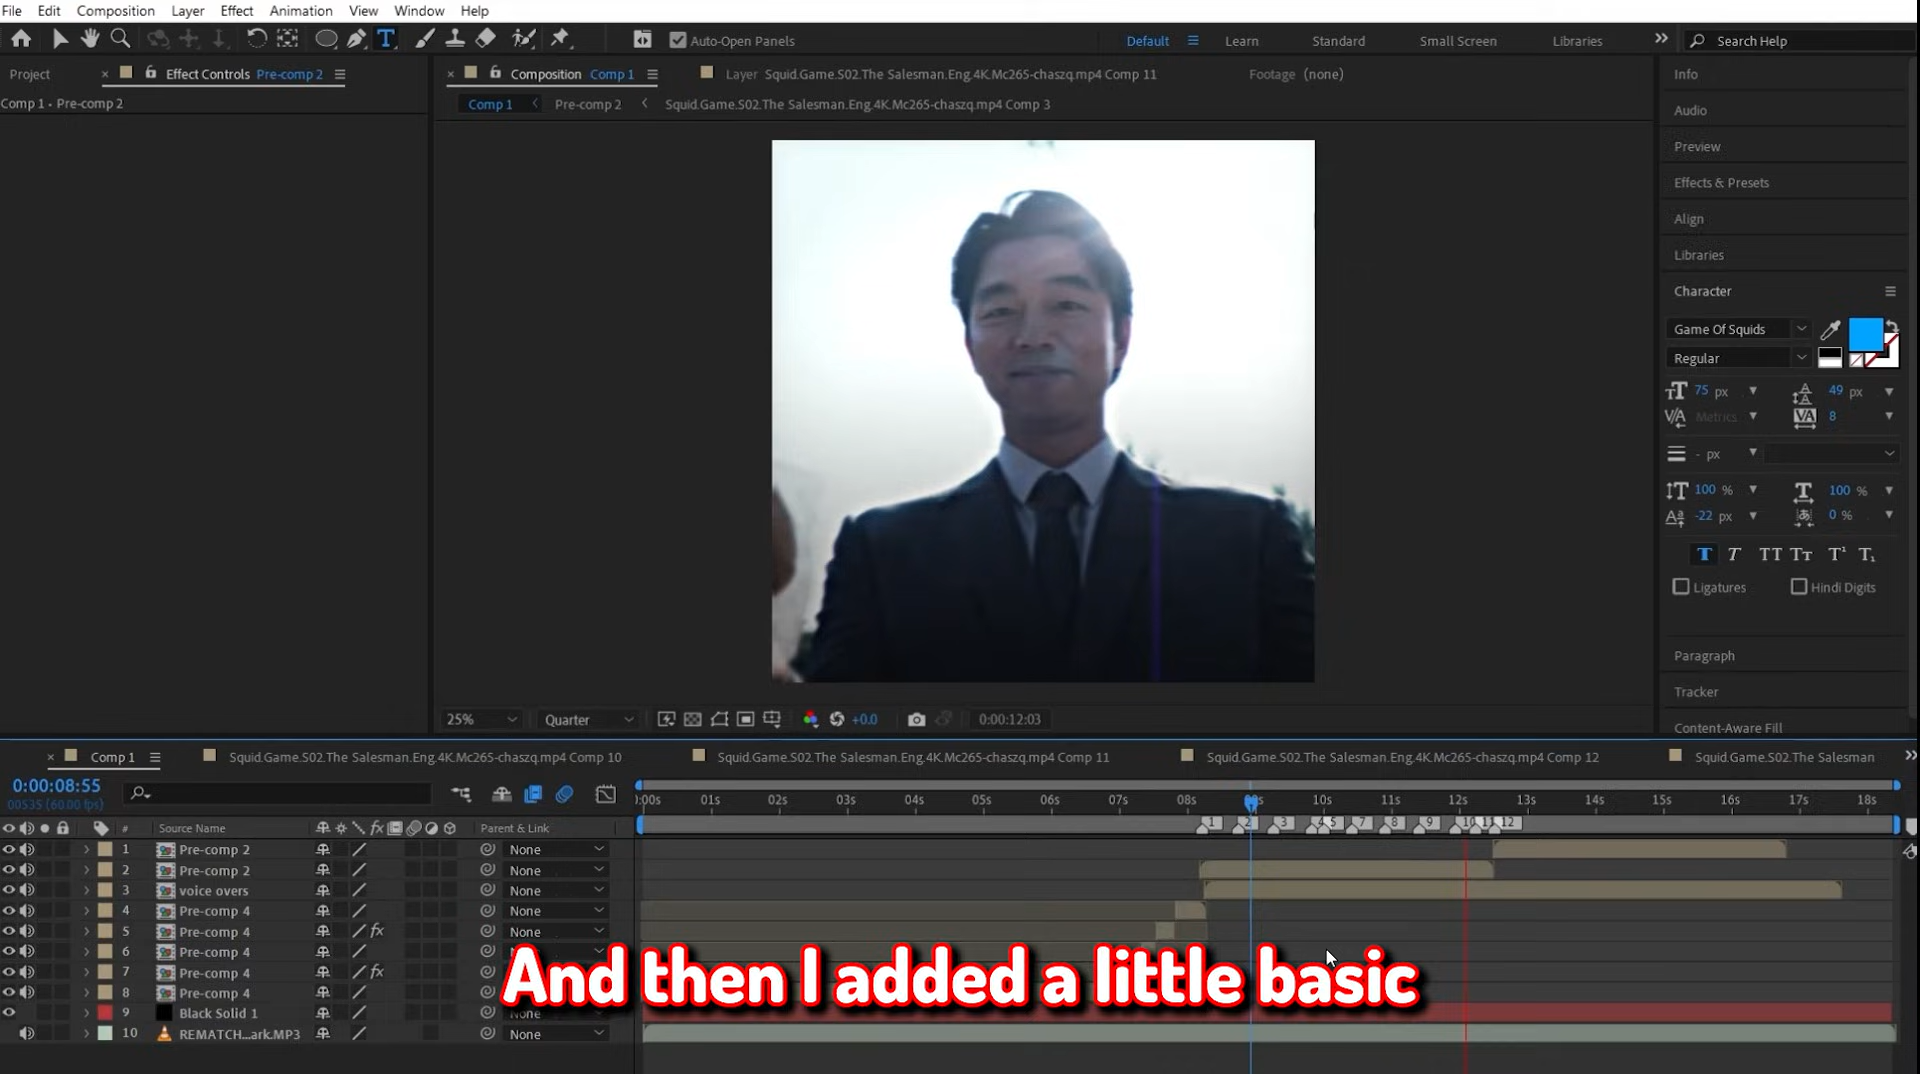 File Edit Composition Layer Effect Animation View Window Help
Auto-Open Panels Default Learn Standard Small Screen Libraries Search Help
Project Effect Controls Pre-comp 2 Composition Comp 1 Layer Squid.Game.S02.The Salesman.Eng.4K.Mc265-chaszq.mp4 Comp 11 Footage (none)
Comp 1 • Pre-comp 2
Comp 1 Pre-comp 2 Squid.Game.S02.The Salesman.Eng.4K.Mc265-chaszq.mp4 Comp 3
Info
Audio
Preview
Effects & Presets
Align
Libraries
Character
Game Of Squids
Regular
75 px 49 px
Metrics 8
- px
100 % 100 %
-22 px 0 %
T T TT Tt T¹ T₁
Ligatures Hindi Digits
Paragraph
Tracker
Content-Aware Fill
25% Quarter +0.0 0:00:12:03
Comp 1 Squid.Game.S02.The Salesman.Eng.4K.Mc265-chaszq.mp4 Comp 10 Squid.Game.S02.The Salesman.Eng.4K.Mc265-chaszq.mp4 Comp 11 Squid.Game.S02.The Salesman.Eng.4K.Mc265-chaszq.mp4 Comp 12 Squid.Game.S02.The Salesman
0:00:08:55
00535 (60.00 fps)
:00s 01s 02s 03s 04s 05s 06s 07s 08s 10s 11s 12s 13s 14s 15s 16s 17s 18s
1 2 3 4 5 7 8 9 10 11 12
# Source Name fx Parent & Link
1 Pre-comp 2 None
2 Pre-comp 2 None
3 voice overs None
4 Pre-comp 4 None
5 Pre-comp 4 fx None
6 Pre-comp 4 None
7 Pre-comp 4 fx None
8 Pre-comp 4 None
9 Black Solid 1 None
10 REMATCH...ark.MP3 None
And then I added a little basic